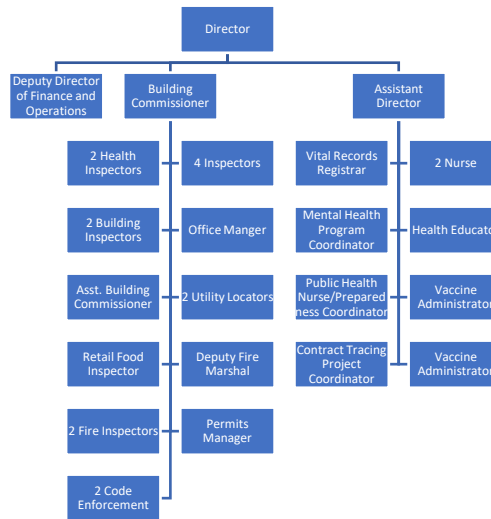 Director
Deputy Director
of Finance and
Operations
Building
Commissioner
Assistant
Director
2 Health
Inspectors
4 Inspectors
Vital Records
Registrar
2 Nurse
2 Building
Inspectors
Office Manger
Mental Health
Program
Coordinator
Health Educato
Asst. Building
Commissioner
2 Utility Locators
Public Health
Nurse/Prepared
ness Coordinator
Vaccine
Administrator
Retail Food
Inspector
Deputy Fire
Marshal
Contract Tracing
Project
Coordinator
Vaccine
Administrator
2 Fire Inspectors
Permits
Manager
2 Code
Enforcement